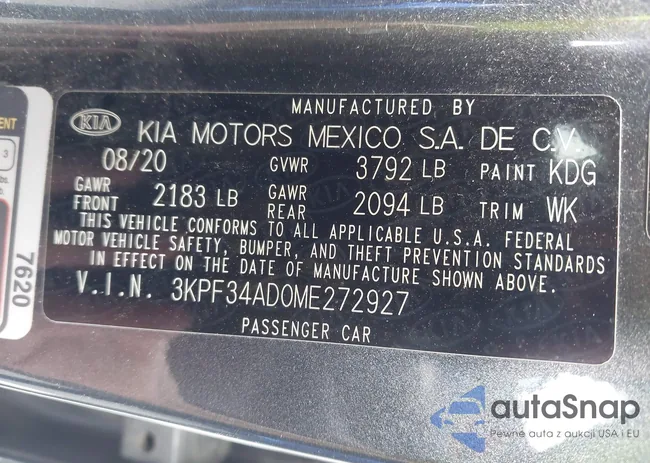 MANUFACTURED BY
KIA KIA MOTORS MEXICO S.A. DE C.V.
08/20 GVWR 3792 LB PAINT KDG
GAWR FRONT 2183 LB GAWR REAR 2094 LB TRIM WK
THIS VEHICLE CONFORMS TO ALL APPLICABLE U.S.A. FEDERAL
MOTOR VEHICLE SAFETY, BUMPER, AND THEFT PREVENTION STANDARDS
IN EFFECT ON THE DATE OF MANUFACTURE SHOWN ABOVE.
V.I.N. 3KPF34AD0ME272927
PASSENGER CAR
7620
ENT
3
autaSnap
Pewne auta z aukcji USA i EU